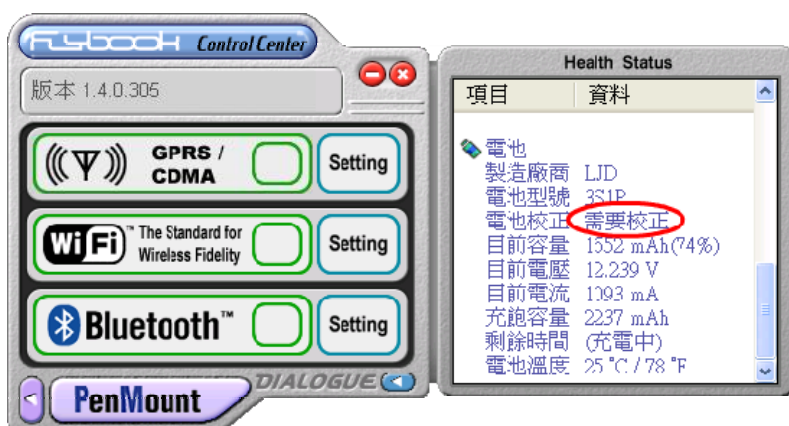 Flybook Control Center
版本 1.4.0.305
GPRS /
CDMA
Setting
WiFi™ The Standard for
Wireless Fidelity
Setting
Bluetooth™
Setting
DIALOGUE
PenMount
Health Status
項目 資料
電池
製造廠商 LJD
電池型號 3S1P
電池校正 需要校正
目前容量 1652 mAh(74%)
目前電壓 12.239 V
目前電流 1093 mA
充飽容量 2237 mAh
剩餘時間 (充電中)
電池溫度 25 °C / 78 °F